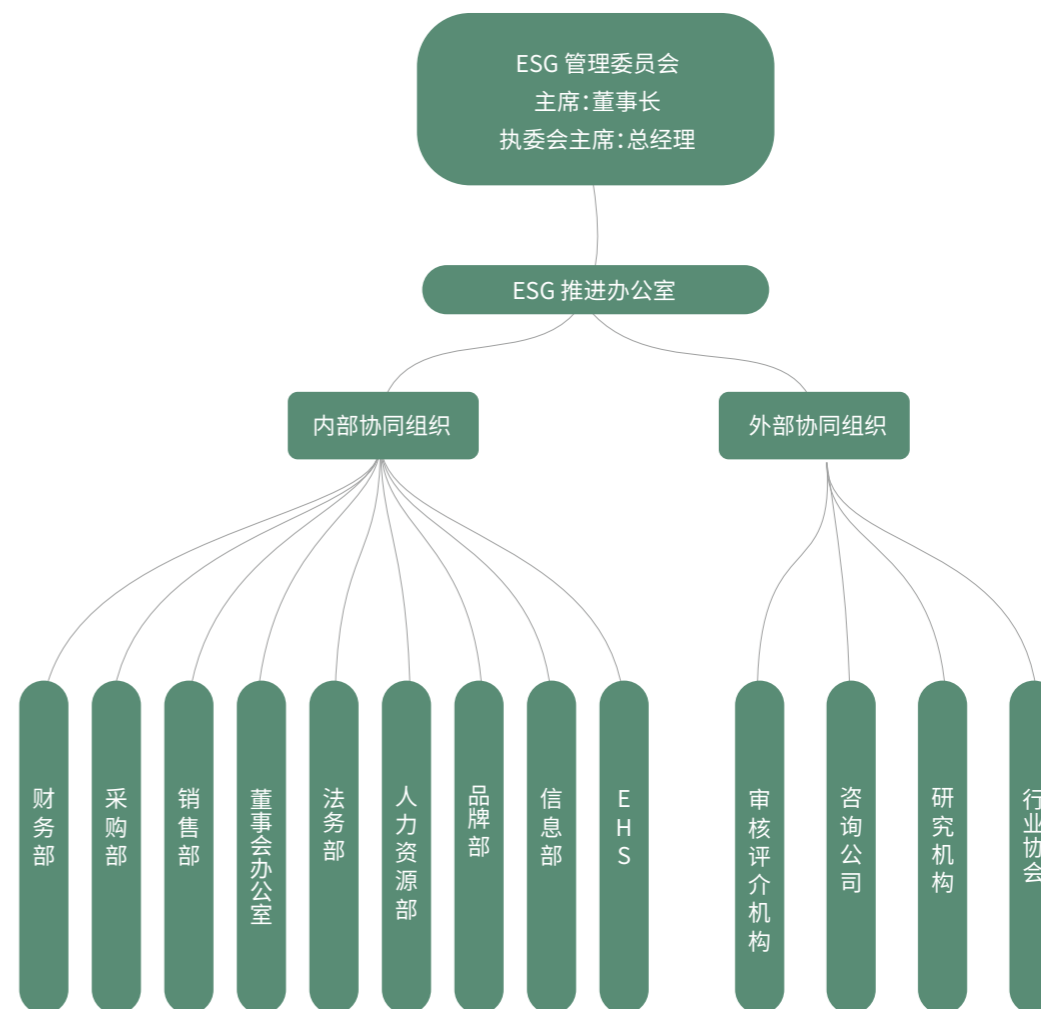 ESG 管理委员会
主席：董事长
执委会主席：总经理
ESG 推进办公室
内部协同组织
外部协同组织
财务部
采购部
销售部
董事会办公室
法务部
人力资源部
品牌部
信息部
EHS
审核评介机构
咨询公司
研究机构
行业协会